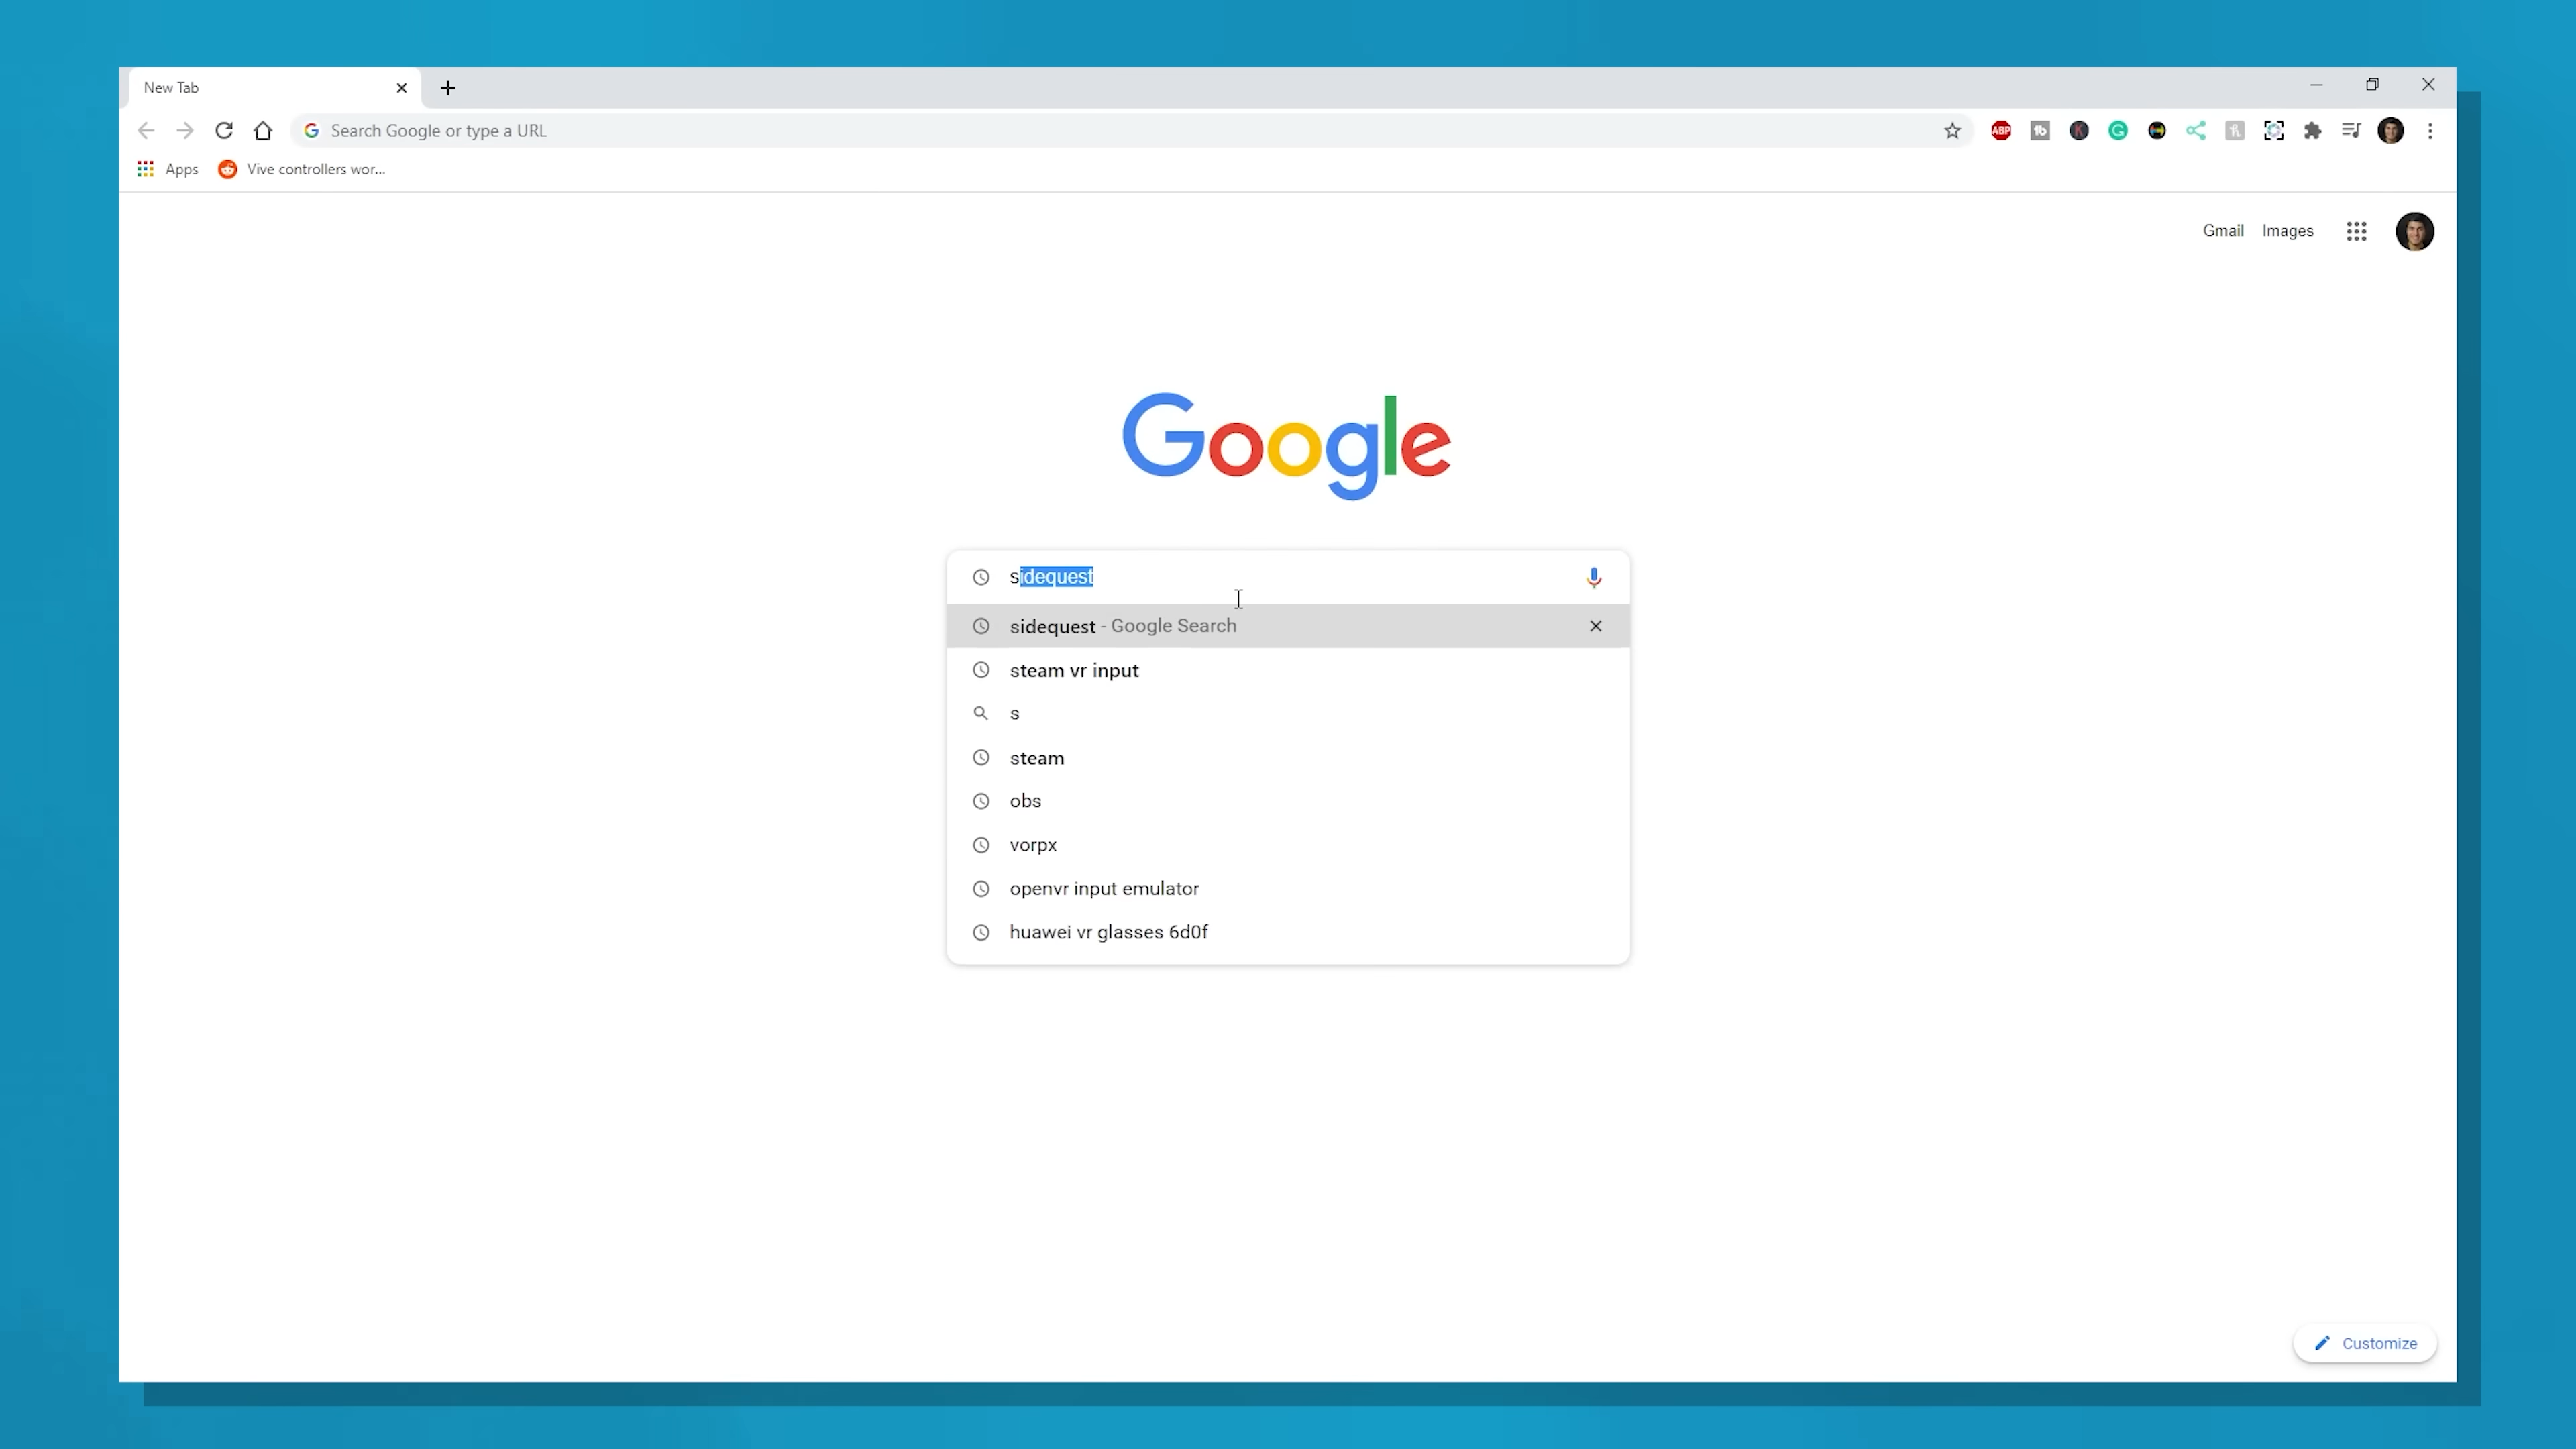 New Tab
Search Google or type a URL
ABP
Apps
Vive controllers wor...
Gmail Images
Google
sidequest
sidequest - Google Search
steam vr input
s
steam
obs
vorpx
openvr input emulator
huawei vr glasses 6d0f
Customize